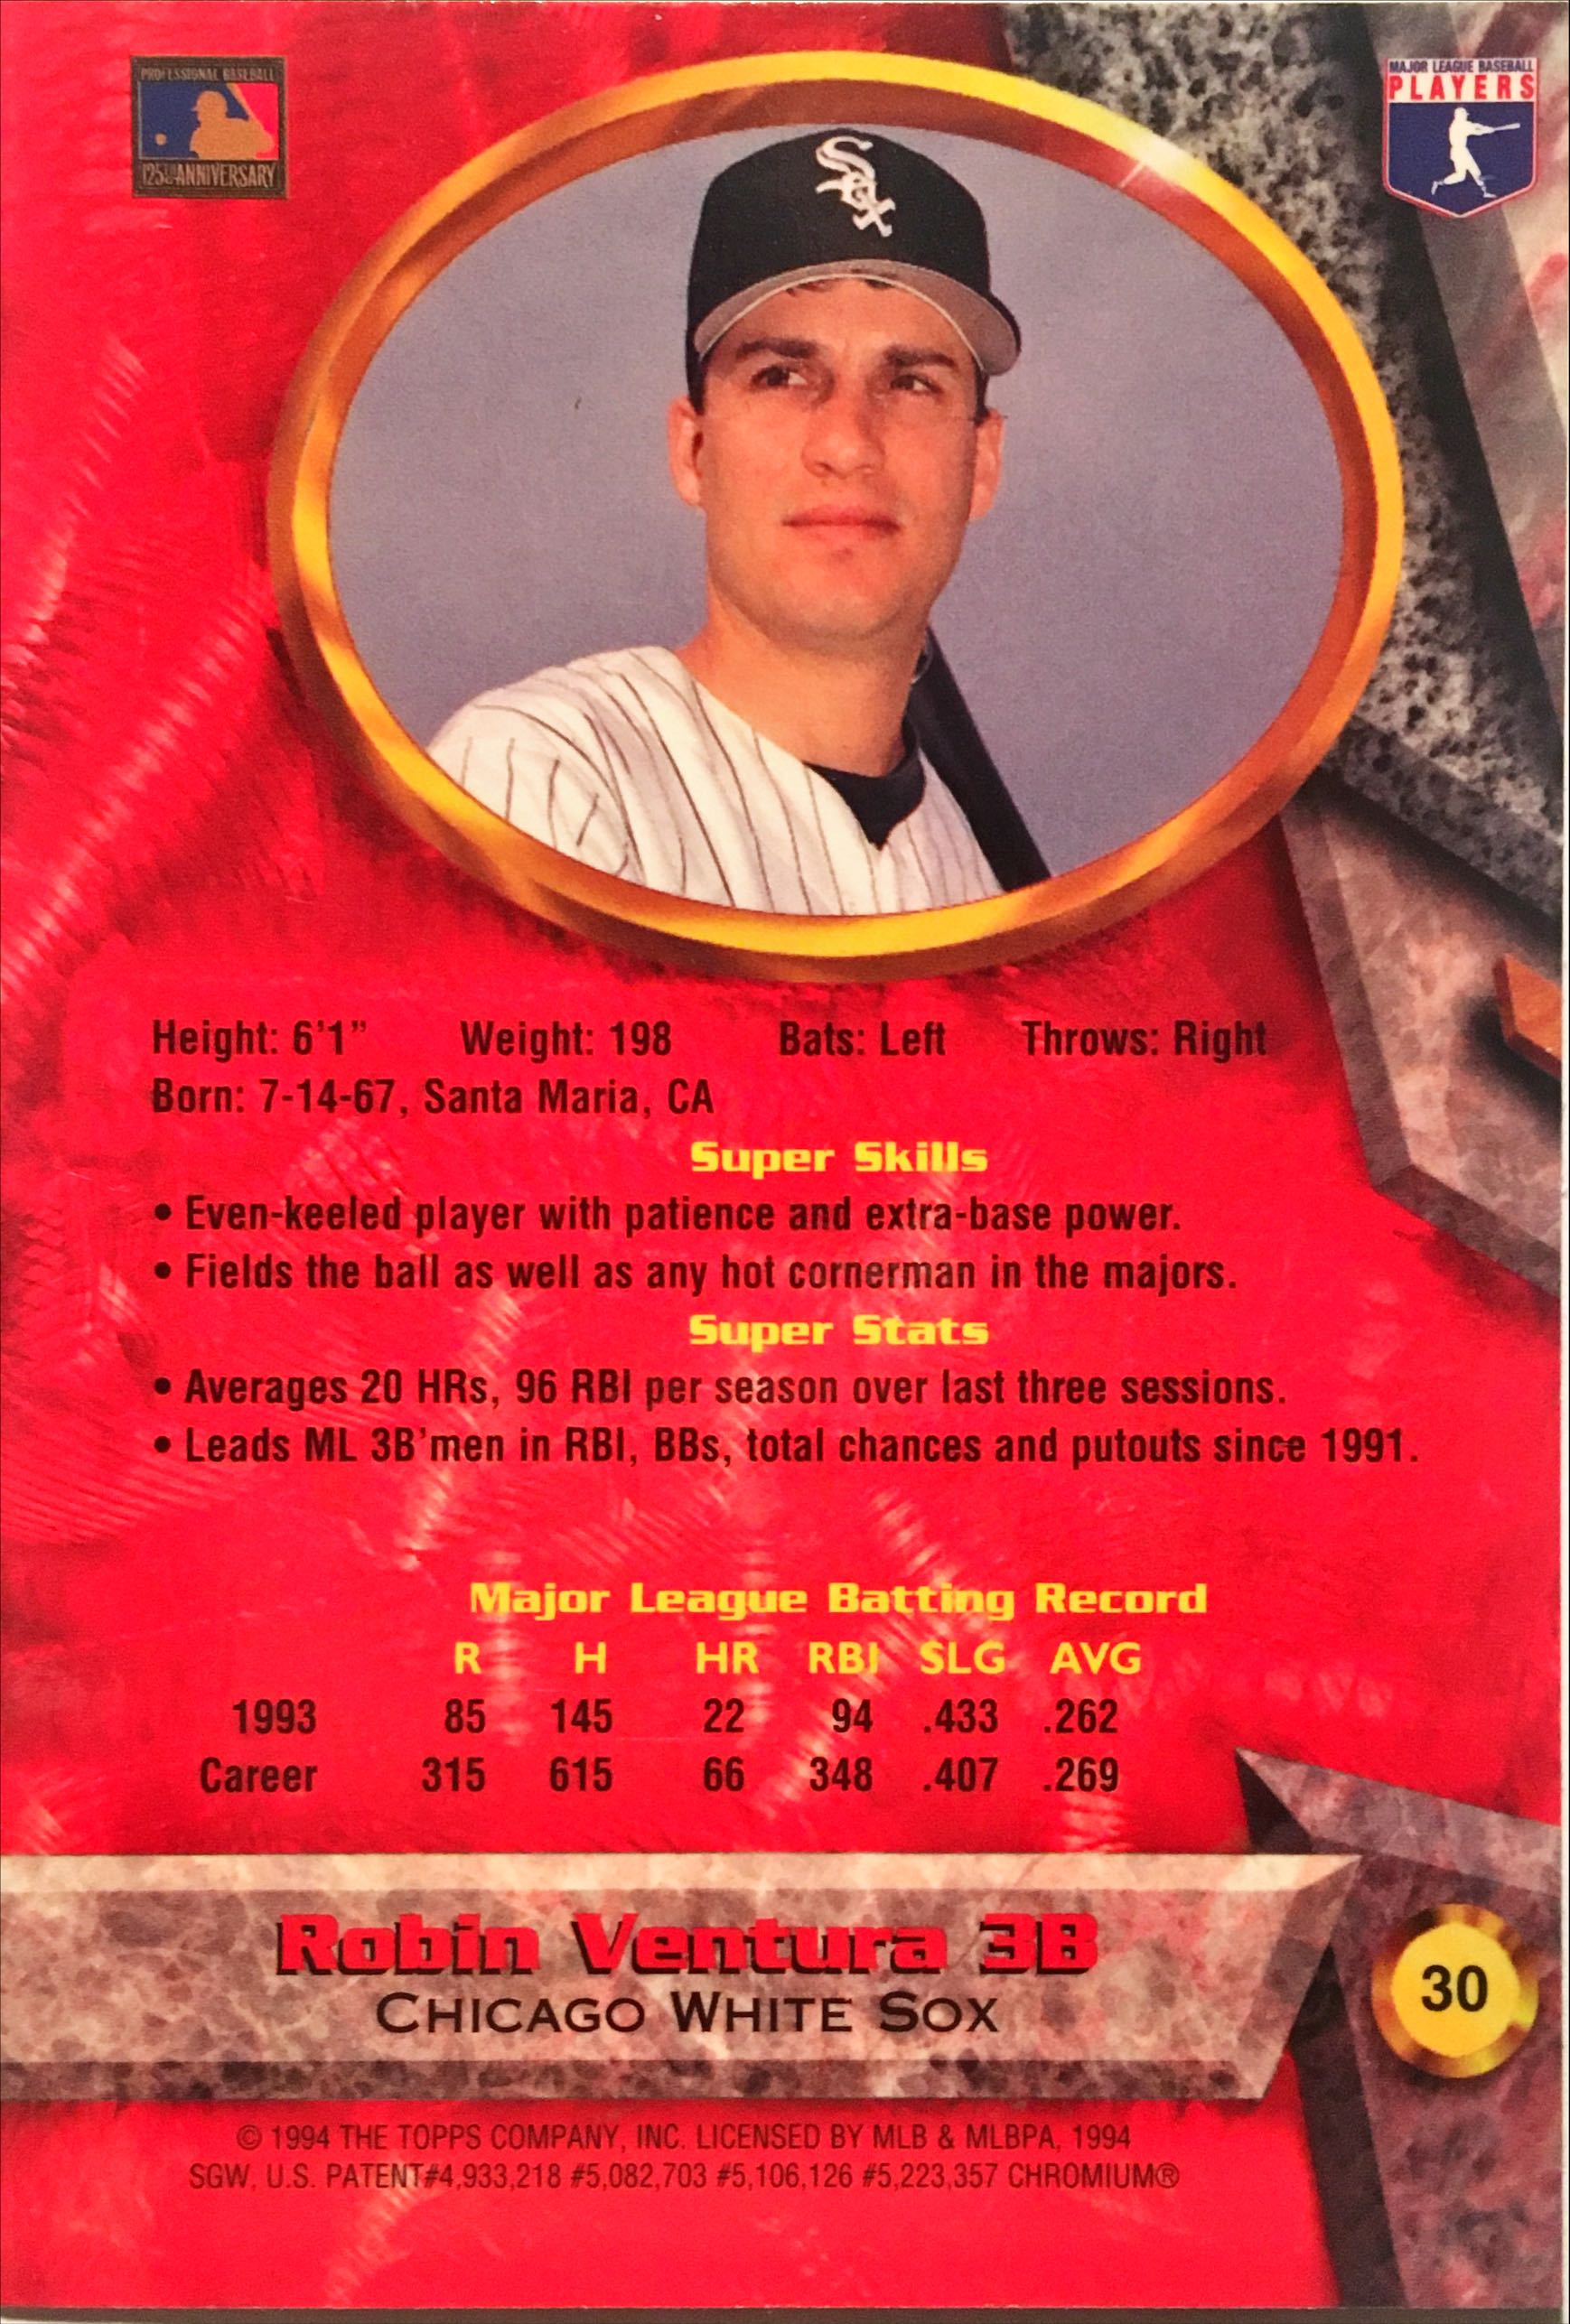 PROFESSIONAL BASEBALL
125TH ANNIVERSARY
MAJOR LEAGUE BASEBALL
PLAYERS
Sox
Height: 6'1" Weight: 198 Bats: Left Throws: Right
Born: 7-14-67, Santa Maria, CA
Super Skills
• Even-keeled player with patience and extra-base power.
• Fields the ball as well as any hot cornerman in the majors.
Super Stats
• Averages 20 HRs, 96 RBI per season over last three sessions.
• Leads ML 3B'men in RBI, BBs, total chances and putouts since 1991.
Major League Batting Record
R H HR RBI SLG AVG
1993 85 145 22 94 .433 .262
Career 315 615 66 348 .407 .269
Robin Ventura 3B
CHICAGO WHITE SOX
30
© 1994 THE TOPPS COMPANY, INC. LICENSED BY MLB & MLBPA, 1994
SGW, U.S. PATENT#4,933,218 #5,082,703 #5,106,126 #5,223,357 CHROMIUM®